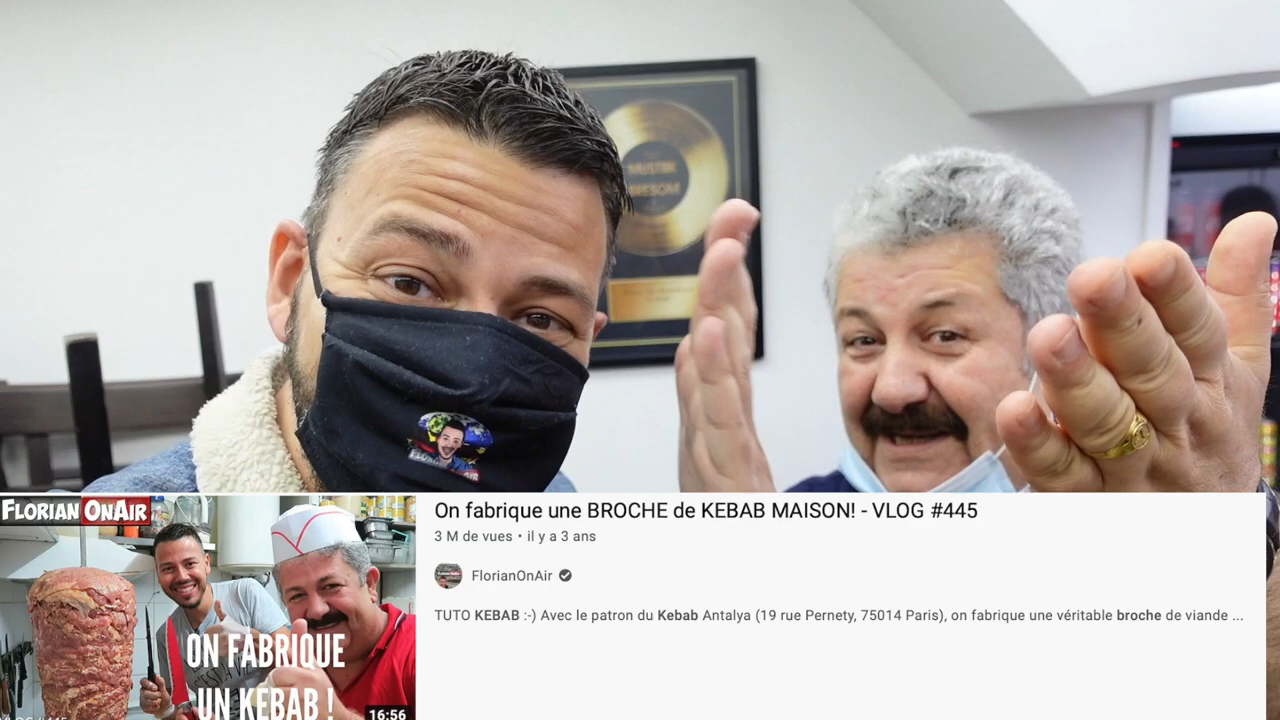 FLORIAN ONAIR
ON FABRIQUE
UN KEBAB !
16:56
On fabrique une BROCHE de KEBAB MAISON! - VLOG #445
3 M de vues • il y a 3 ans
FlorianOnAir
TUTO KEBAB :-) Avec le patron du Kebab Antalya (19 rue Pernety, 75014 Paris), on fabrique une véritable broche de viande ...